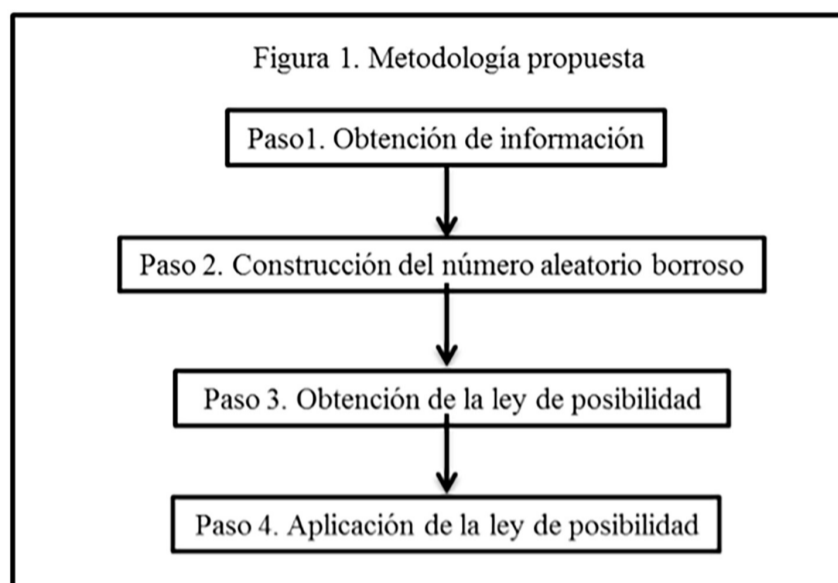 Figura 1. Metodología propuesta
Paso1. Obtención de información
Paso 2. Construcción del número aleatorio borroso
Paso 3. Obtención de la ley de posibilidad
Paso 4. Aplicación de la ley de posibilidad